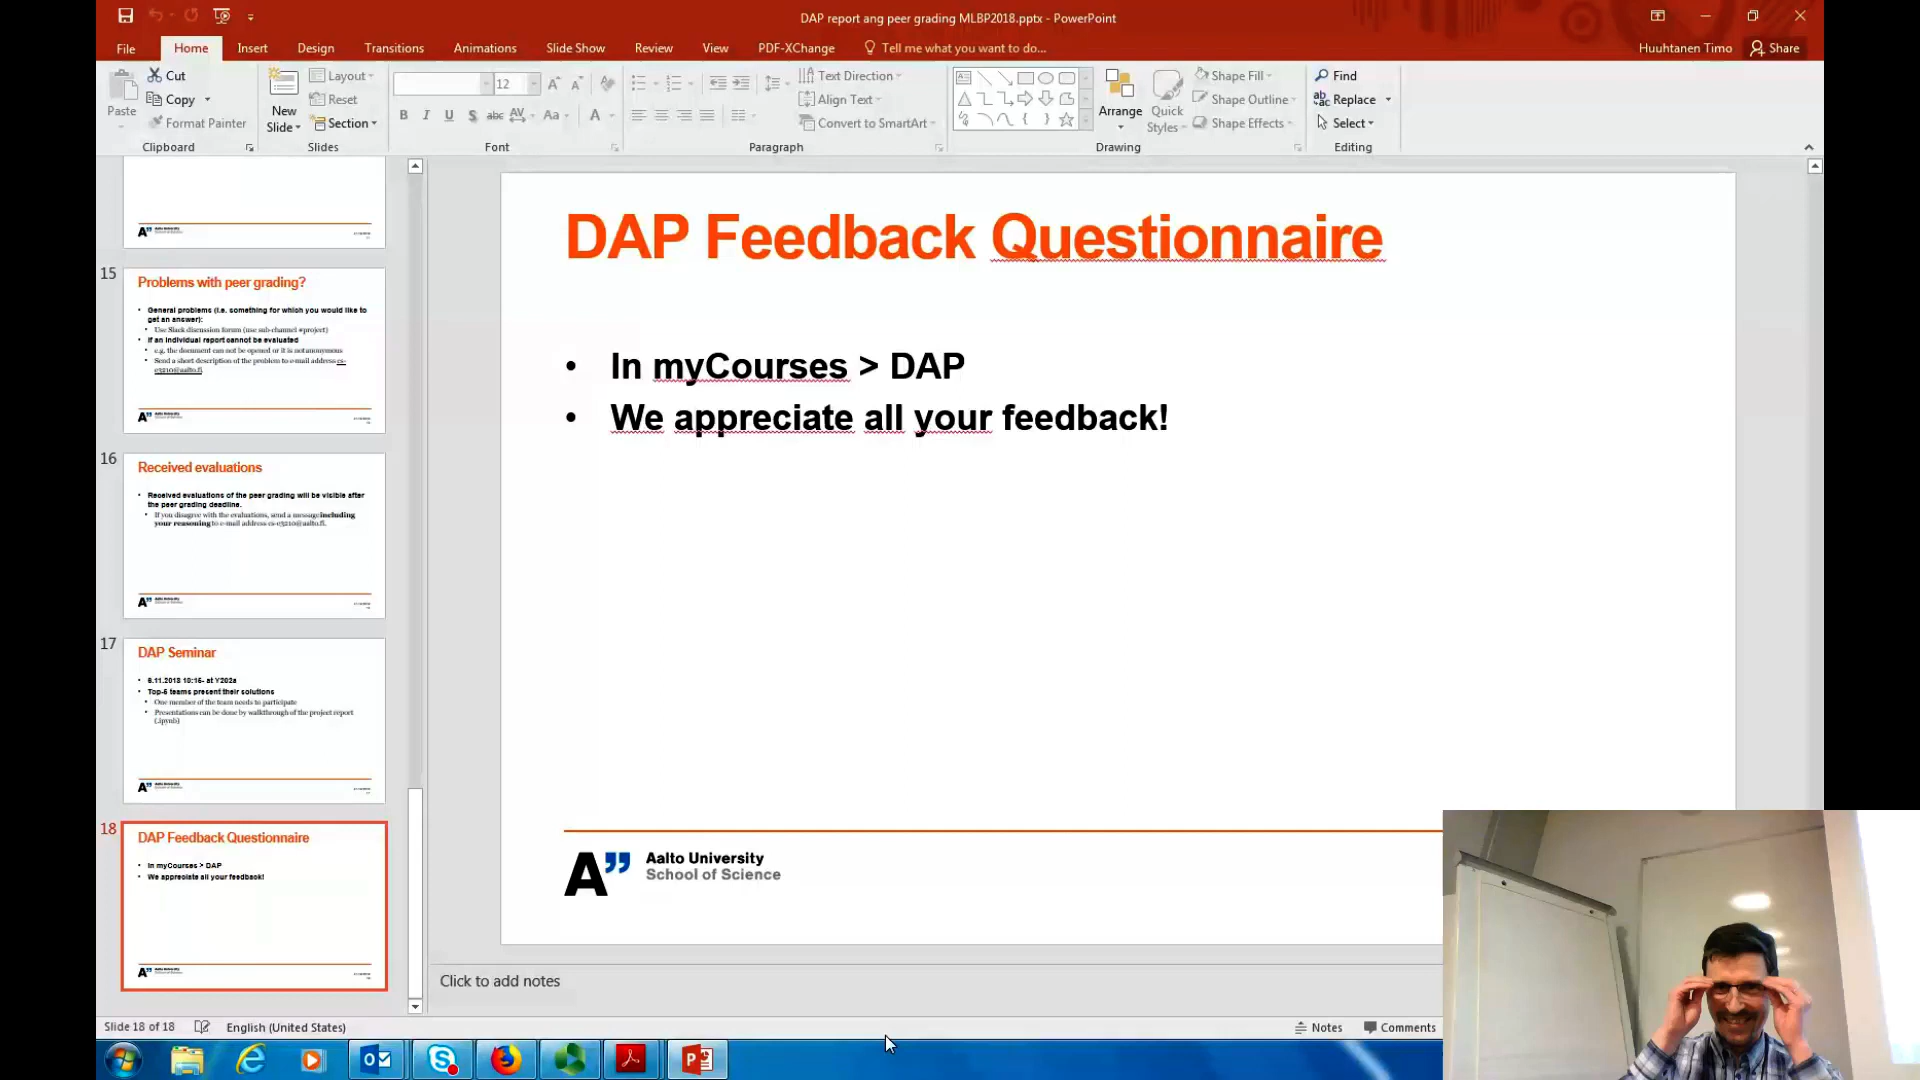 DAP report ang peer grading MLBP2018.pptx - PowerPoint
File Home Insert Design Transitions Animations Slide Show Review View PDF-XChange Tell me what you want to do... Huuhtanen Timo Share
Paste
Cut
Copy
Format Painter
Clipboard
New Slide
Layout
Reset
Section
Slides
12
B I U S abc AV Aa A
Font
Text Direction
Align Text
Convert to SmartArt
Paragraph
Arrange
Quick Styles
Shape Fill
Shape Outline
Shape Effects
Drawing
Find
Replace
Select
Editing
15
Problems with peer grading?
• General problems (i.e. something for which you would like to
get an answer):
• Use Slack discussion forum (use sub-channel #project)
• If an individual report cannot be evaluated
• e.g. the document can not be opened or it is not anonymous
• Send a short description of the problem to e-mail address cs-
e3210@aalto.fi
16
Received evaluations
• Received evaluations of the peer grading will be visible after
the peer grading deadline.
• If you disagree with the evaluations, send a message including
your reasoning to e-mail address cs-e3210@aalto.fi.
17
DAP Seminar
• 6.11.2018 10:15- at Y202a
• Top-5 teams present their solutions
• One member of the team needs to participate
• Presentations can be done by walkthrough of the project report
(.ipynb)
18
DAP Feedback Questionnaire
• In myCourses > DAP
• We appreciate all your feedback!
DAP Feedback Questionnaire
• In myCourses > DAP
• We appreciate all your feedback!
A”
Aalto University
School of Science
Click to add notes
Slide 18 of 18 English (United States) Notes Comments